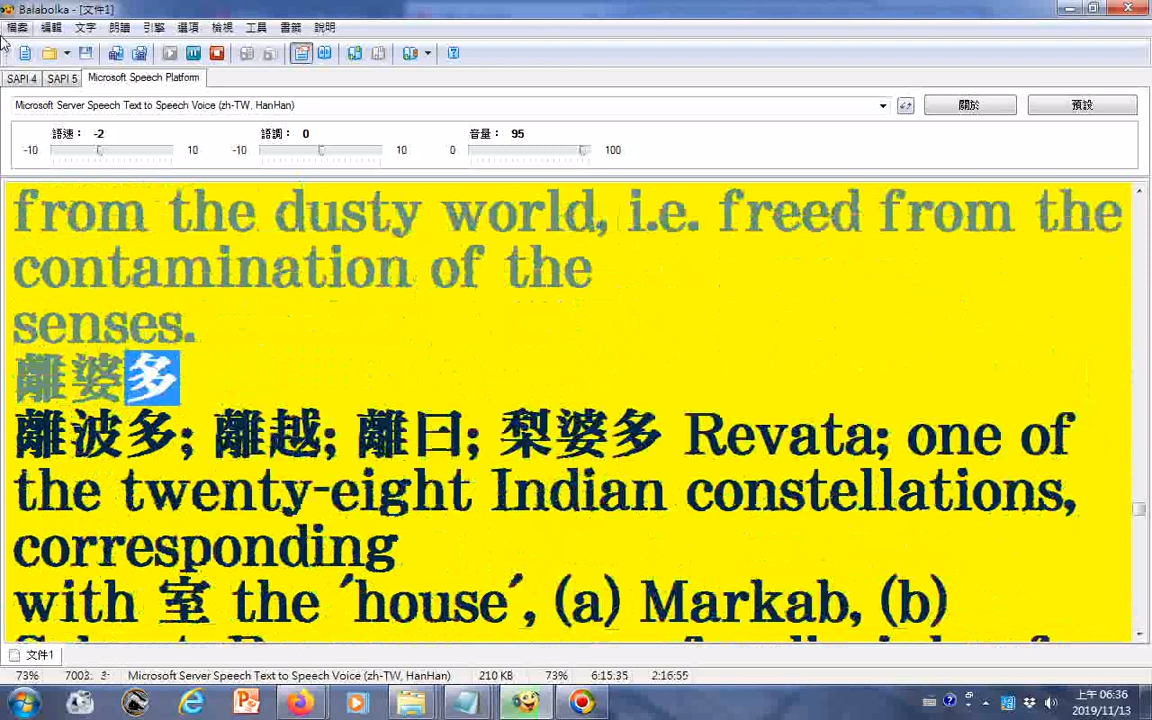 Balabolka - [文件1]
檔案 編輯 文字 朗讀 引擎 選項 檢視 工具 書籤 說明
SAPI 4 SAPI 5 Microsoft Speech Platform
Microsoft Server Speech Text to Speech Voice (zh-TW, HanHan) 關於 預設
語速： -2 語調： 0 音量： 95
-10 10 -10 10 0 100
from the dusty world, i.e. freed from the
contamination of the
senses.
離婆多
離波多; 離越; 離曰; 梨婆多 Revata; one of
the twenty-eight Indian constellations,
corresponding
with 室 the 'house', (a) Markab, (b)
文件1
73% 7003: 3: Microsoft Server Speech Text to Speech Voice (zh-TW, HanHan) 210 KB 73% 6:15:35 2:16:55
上午 06:36
2019/11/13